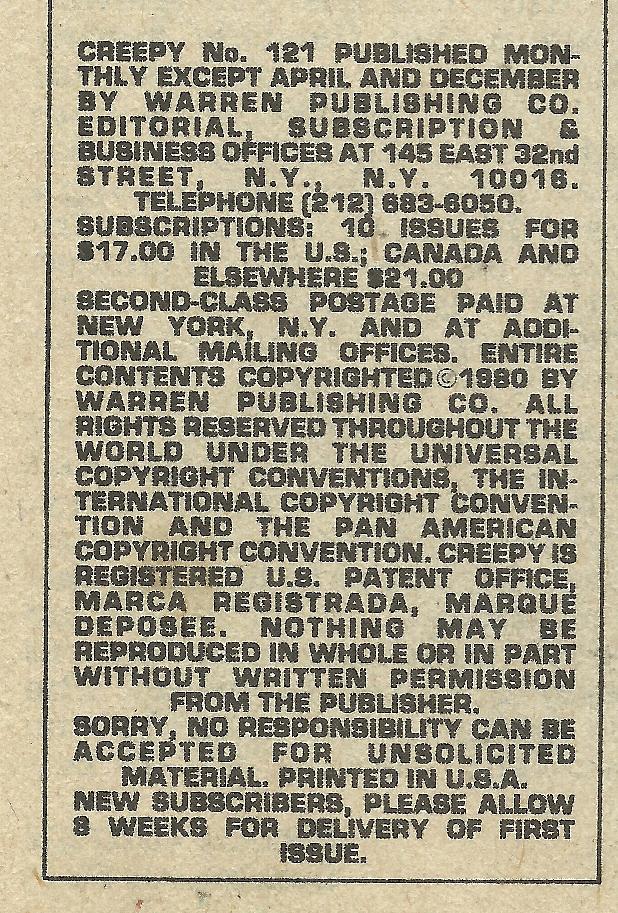 CREEPY No. 121 PUBLISHED MON-
THLY EXCEPT APRIL AND DECEMBER
BY WARREN PUBLISHING CO.
EDITORIAL, SUBSCRIPTION &
BUSINESS OFFICES AT 145 EAST 32nd
STREET, N.Y., N.Y. 10016.
TELEPHONE (212) 683-6050.
SUBSCRIPTIONS: 10 ISSUES FOR
$17.00 IN THE U.S.; CANADA AND
ELSEWHERE $21.00
SECOND-CLASS POSTAGE PAID AT
NEW YORK, N.Y. AND AT ADDI-
TIONAL MAILING OFFICES. ENTIRE
CONTENTS COPYRIGHTED©1980 BY
WARREN PUBLISHING CO. ALL
RIGHTS RESERVED THROUGHOUT THE
WORLD UNDER THE UNIVERSAL
COPYRIGHT CONVENTIONS, THE IN-
TERNATIONAL COPYRIGHT CONVEN-
TION AND THE PAN AMERICAN
COPYRIGHT CONVENTION. CREEPY IS
REGISTERED U.S. PATENT OFFICE,
MARCA REGISTRADA, MARQUE
DEPOSEE. NOTHING MAY BE
REPRODUCED IN WHOLE OR IN PART
WITHOUT WRITTEN PERMISSION
FROM THE PUBLISHER.
SORRY, NO RESPONSIBILITY CAN BE
ACCEPTED FOR UNSOLICITED
MATERIAL. PRINTED IN U.S.A.
NEW SUBSCRIBERS, PLEASE ALLOW
8 WEEKS FOR DELIVERY OF FIRST
ISSUE.